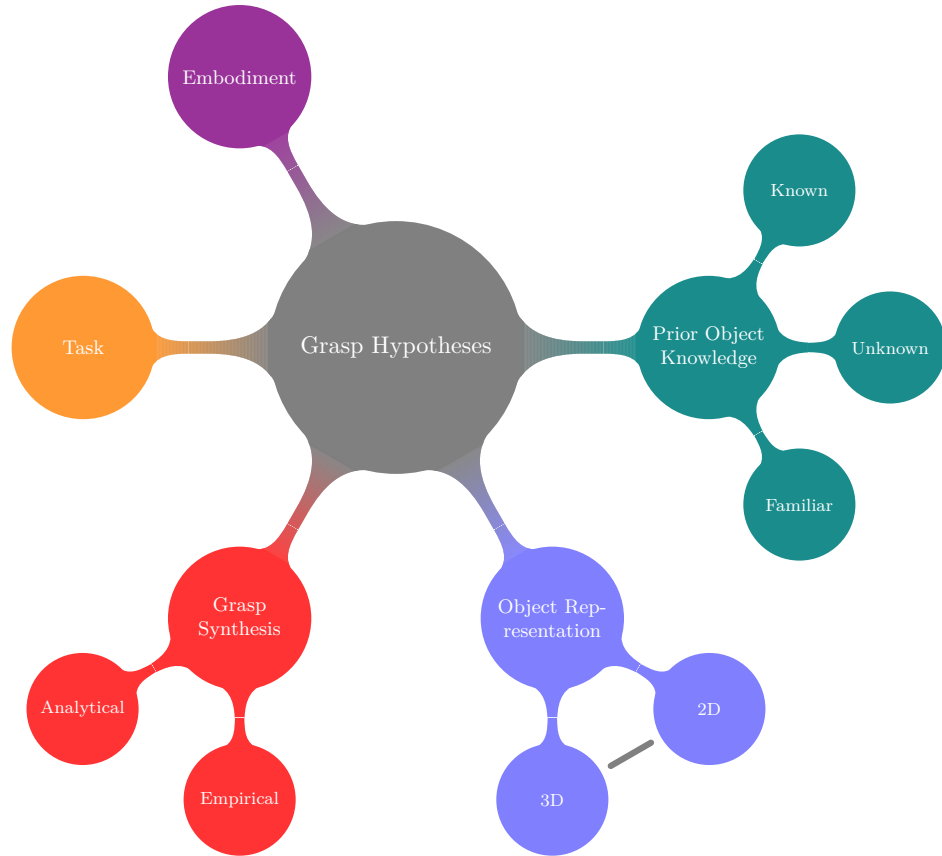 Embodiment
Known
Task
Grasp Hypotheses
Prior Object
Knowledge
Unknown
Familiar
Grasp
Synthesis
Object Rep-
resentation
Analytical
2D
Empirical
3D